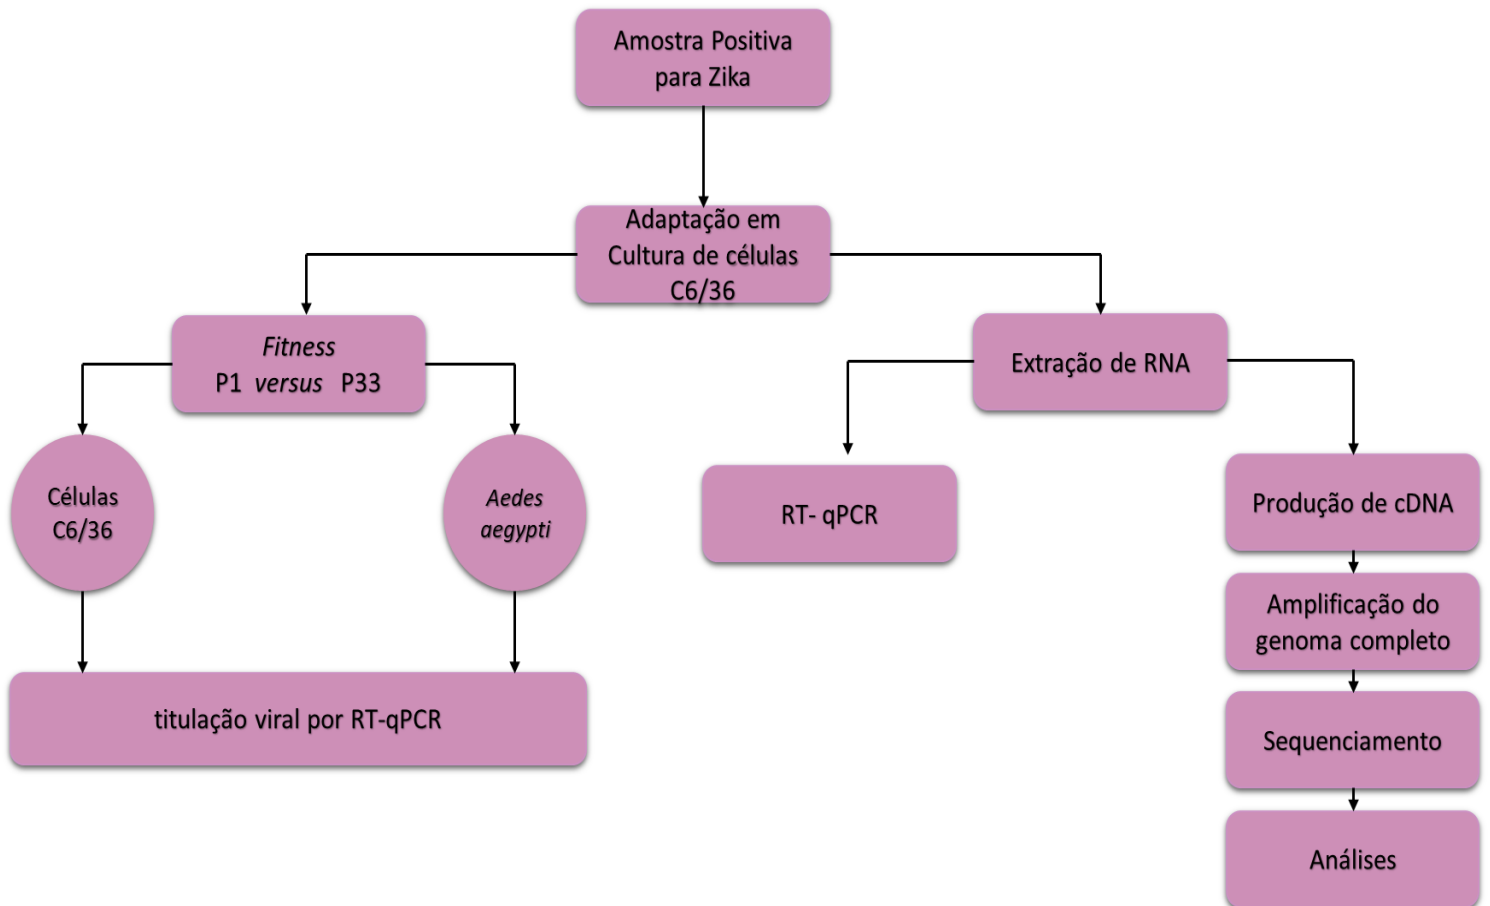 Amostra Positiva
para Zika
Adaptação em
Cultura de células
C6/36
Fitness
P1 versus P33
Extração de RNA
Células
C6/36
Aedes
aegypti
RT- qPCR
Produção de cDNA
Amplificação do
genoma completo
titulação viral por RT-qPCR
Sequenciamento
Análises